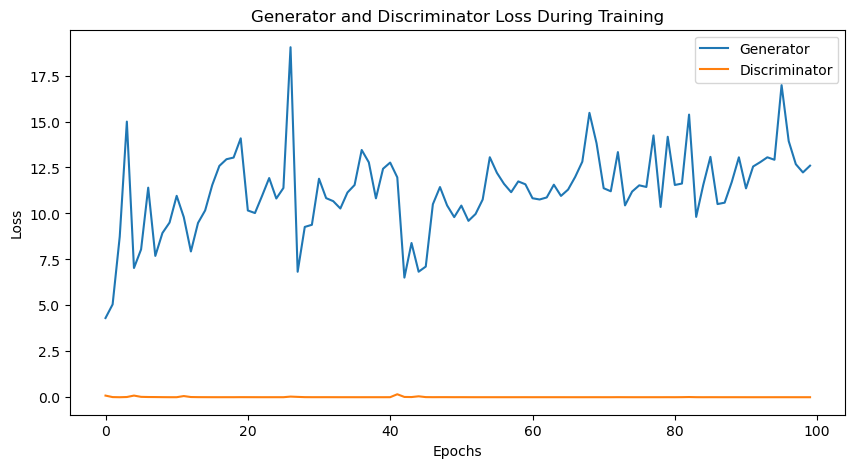 Generator and Discriminator Loss During Training
Generator
Discriminator
17.5
15.0
12.5
10.0
7.5
5.0
2.5
0.0
Loss
0 20 40 60 80 100
Epochs